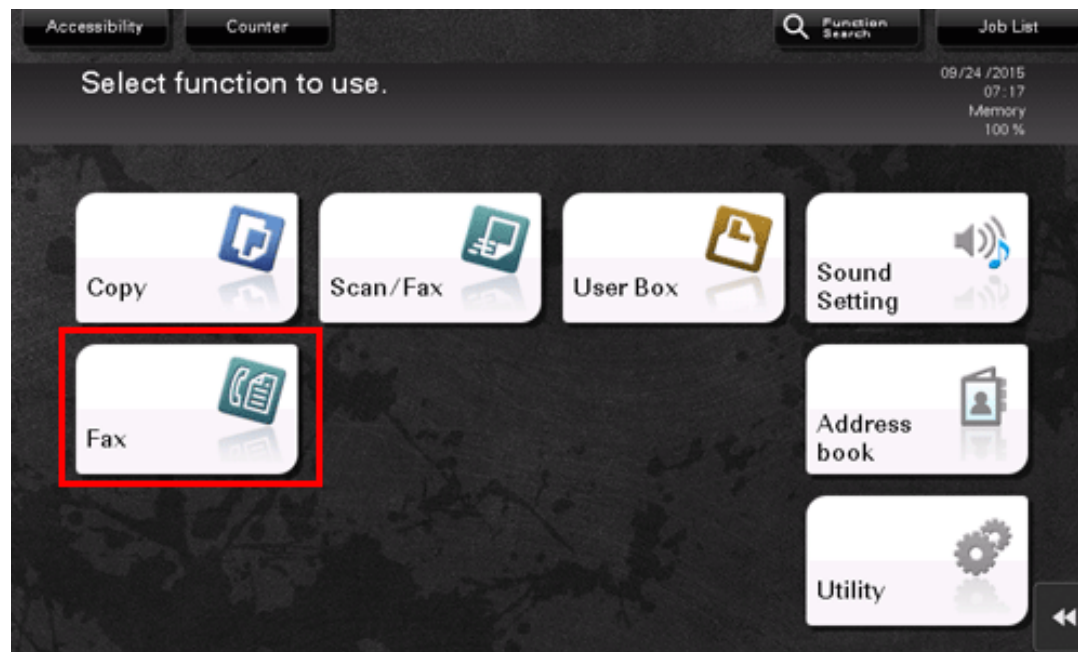 Accessibility
Counter
Function
Search
Job List
Select function to use.
09/24 /2015
07:17
Memory
100 %
Copy
Scan/Fax
User Box
Sound
Setting
Fax
Address
book
Utility